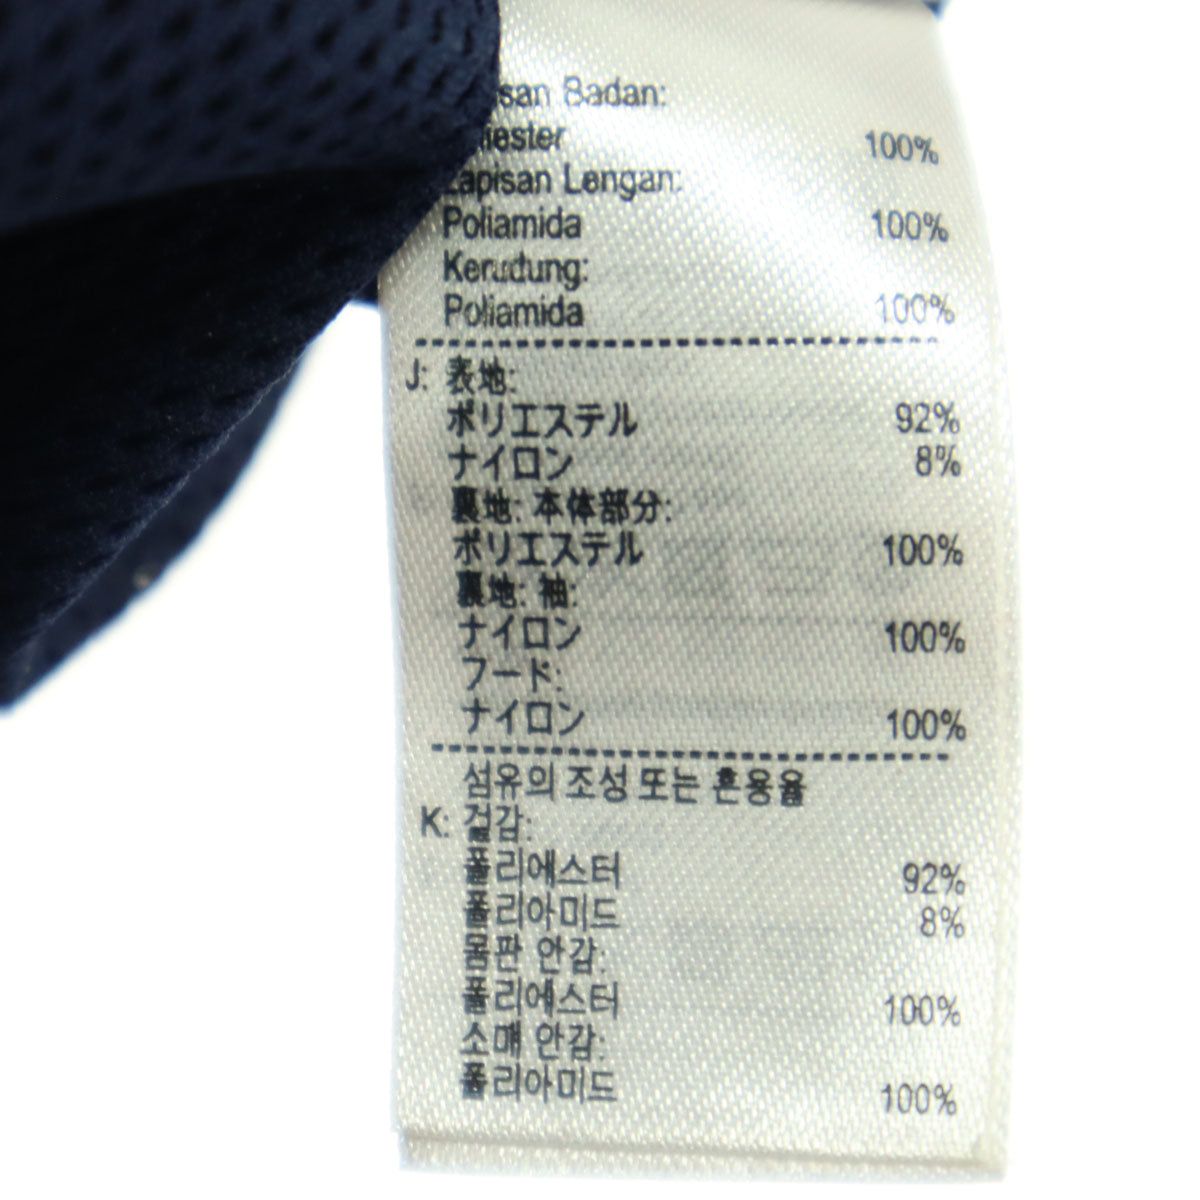 Badan:
100%
Lapisan Lengan:
Poliamida 100%
Kerudung:
Poliamida 100%
J: 表地:
ポリエステル 92%
ナイロン 8%
裏地: 本体部分:
ポリエステル 100%
裏地: 袖:
ナイロン 100%
フード:
ナイロン 100%
섬유의 조성 또는 혼용율
K: 겉감:
폴리에스터 92%
폴리아미드 8%
몸판 안감:
폴리에스터 100%
소매 안감:
폴리아미드 100%